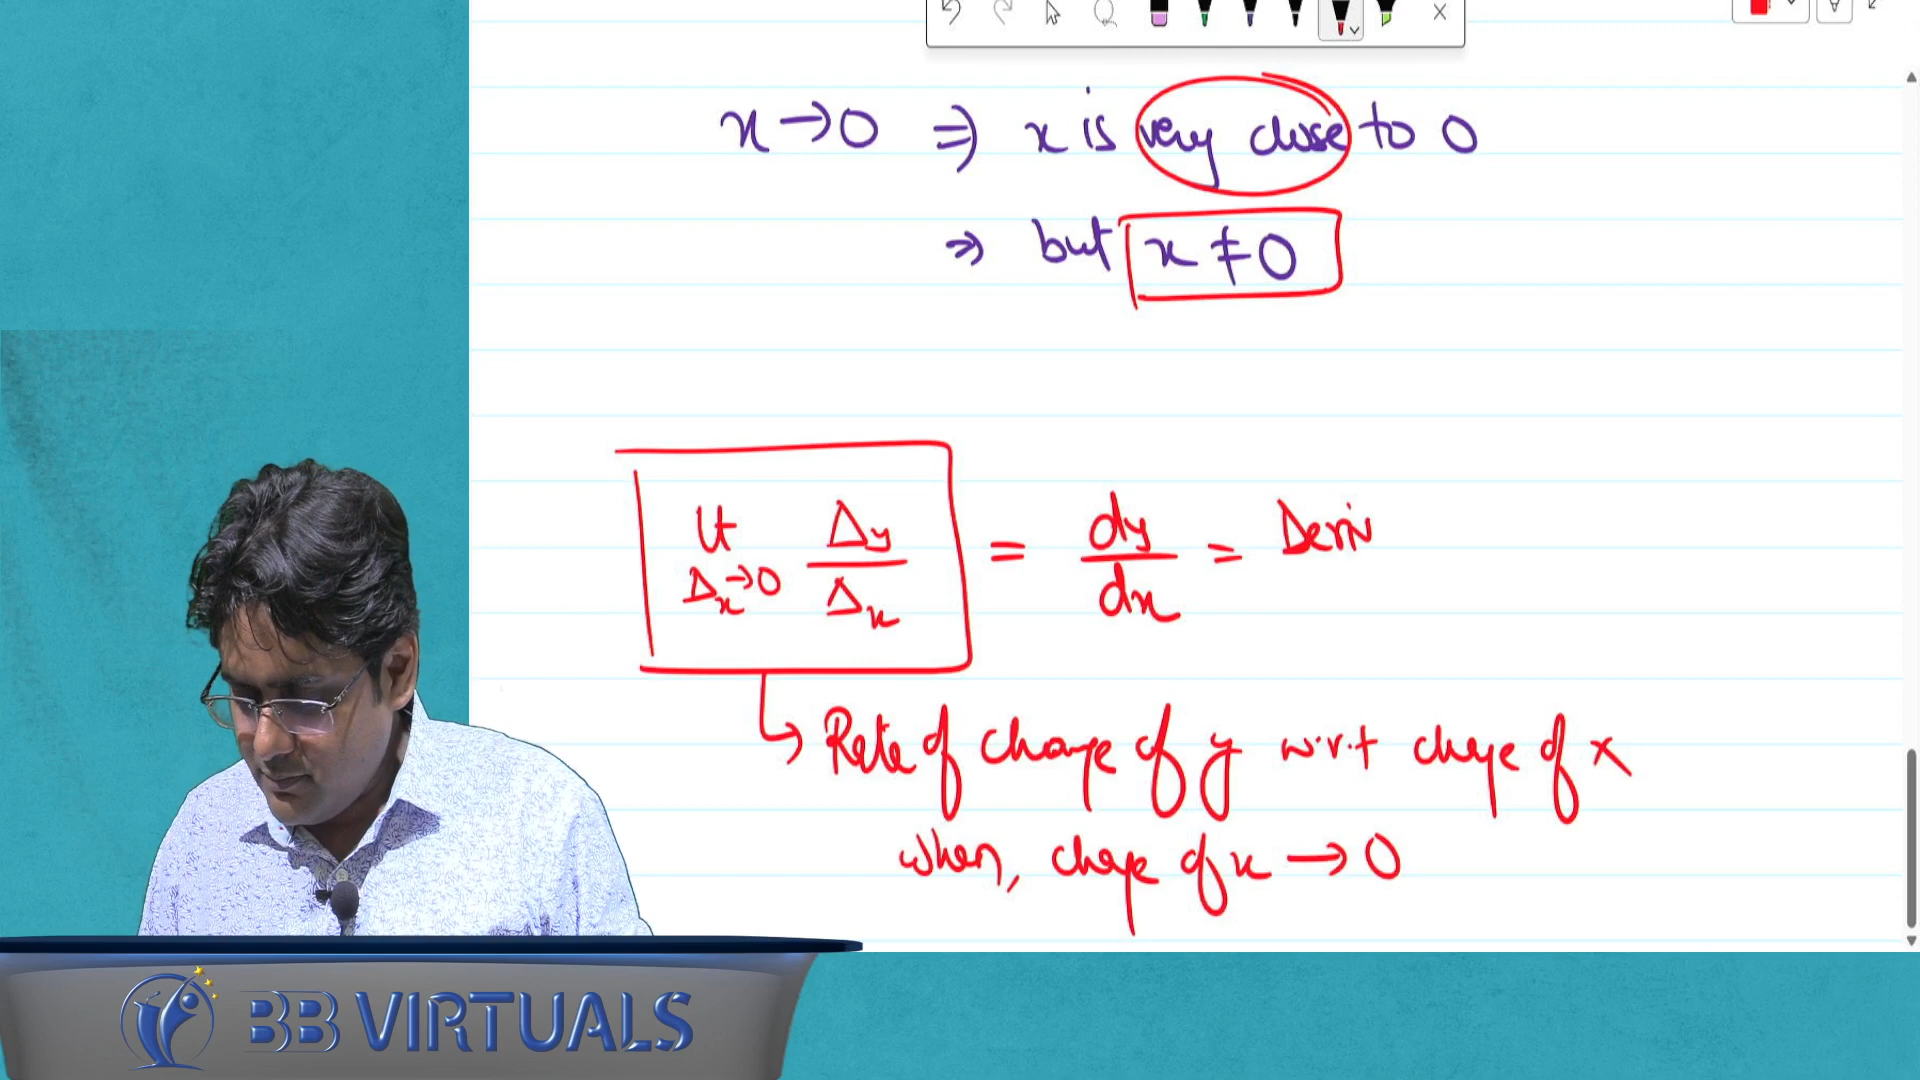 x → 0 ⇒ x is very close to 0
⇒ but x ≠ 0
lt Δx→0 Δy/Δx = dy/dx = Deriv
↳ Rate of change of y w.r.t change of x
when, change of x → 0
BB VIRTUALS